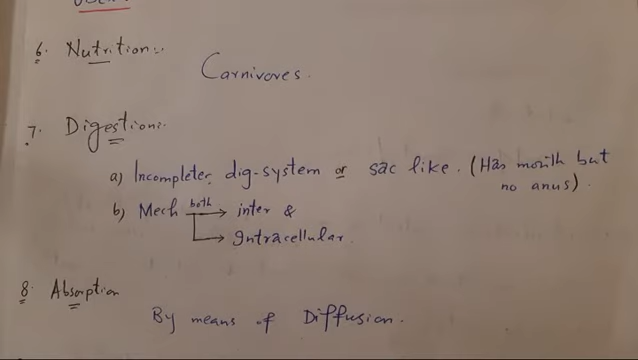 6. Nutrition:
Carnivores.
7. Digestion:
a) Incomplete dig-system or sac like. (Has mouth but
no anus).
b) Mech both → inter &
→ Intracellular.
8. Absorption
By means of Diffusion.